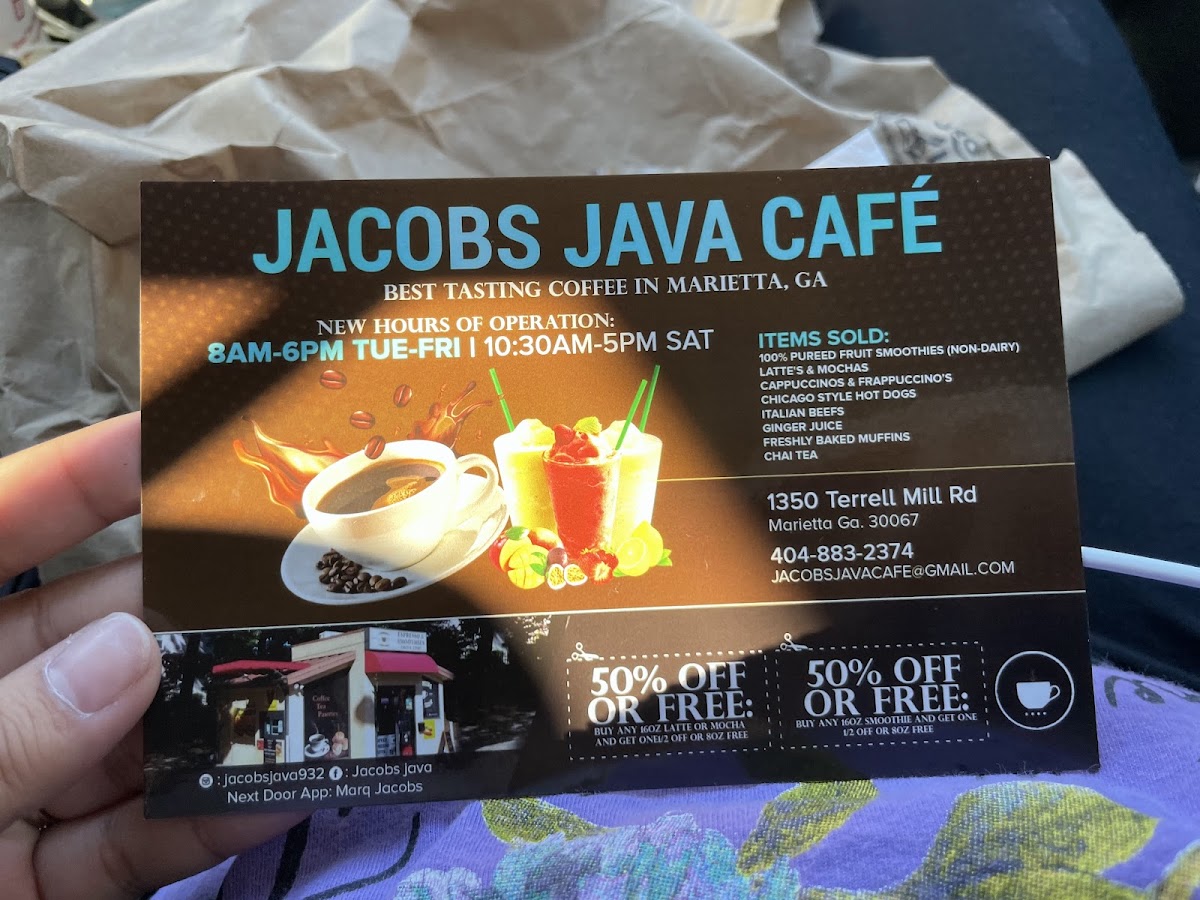 JACOBS JAVA CAFÉ
BEST TASTING COFFEE IN MARIETTA, GA
NEW HOURS OF OPERATION:
8AM-6PM TUE-FRI | 10:30AM-5PM SAT
ITEMS SOLD:
100% PUREED FRUIT SMOOTHIES (NON-DAIRY)
LATTE'S & MOCHAS
CAPPUCCINOS & FRAPPUCCINO'S
CHICAGO STYLE HOT DOGS
ITALIAN BEEFS
GINGER JUICE
FRESHLY BAKED MUFFINS
CHAI TEA
1350 Terrell Mill Rd
Marietta Ga. 30067
404-883-2374
JACOBSJAVACAFE@GMAIL.COM
Coffee
Tea
: jacobsjava932 : Jacobs Java
Next Door App: Marq Jacobs
50% OFF
OR FREE:
BUY ANY 16OZ LATTE OR MOCHA
AND GET ONE1/2 OFF OR 8OZ FREE
50% OFF
OR FREE:
BUY ANY 16OZ SMOOTHIE AND GET ONE
1/2 OFF OR 8OZ FREE